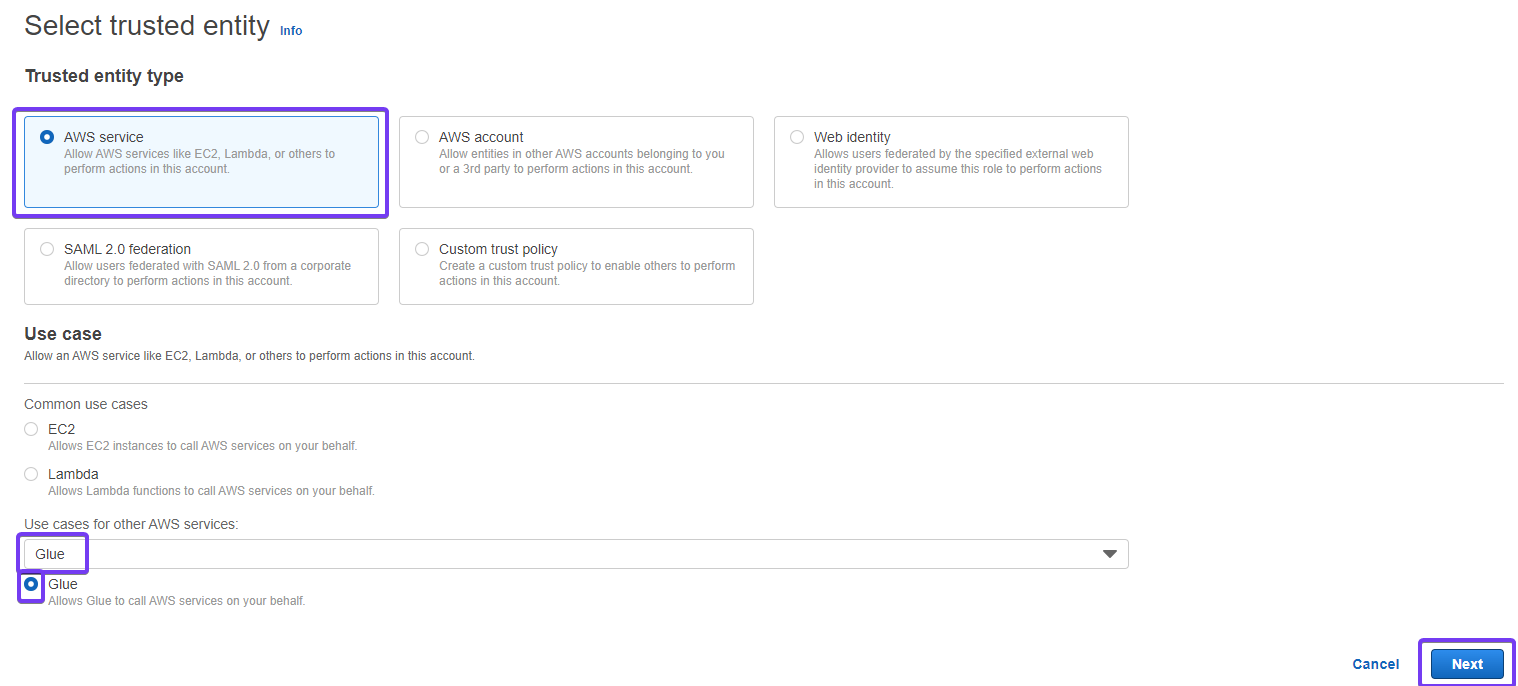 Select trusted entity Info
Trusted entity type
AWS service
Allow AWS services like EC2, Lambda, or others to
perform actions in this account.
AWS account
Allow entities in other AWS accounts belonging to you
or a 3rd party to perform actions in this account.
Web identity
Allows users federated by the specified external web
identity provider to assume this role to perform actions
in this account.
SAML 2.0 federation
Allow users federated with SAML 2.0 from a corporate
directory to perform actions in this account.
Custom trust policy
Create a custom trust policy to enable others to perform
actions in this account.
Use case
Allow an AWS service like EC2, Lambda, or others to perform actions in this account.
Common use cases
EC2
Allows EC2 instances to call AWS services on your behalf.
Lambda
Allows Lambda functions to call AWS services on your behalf.
Use cases for other AWS services:
Glue
Glue
Allows Glue to call AWS services on your behalf.
Cancel
Next